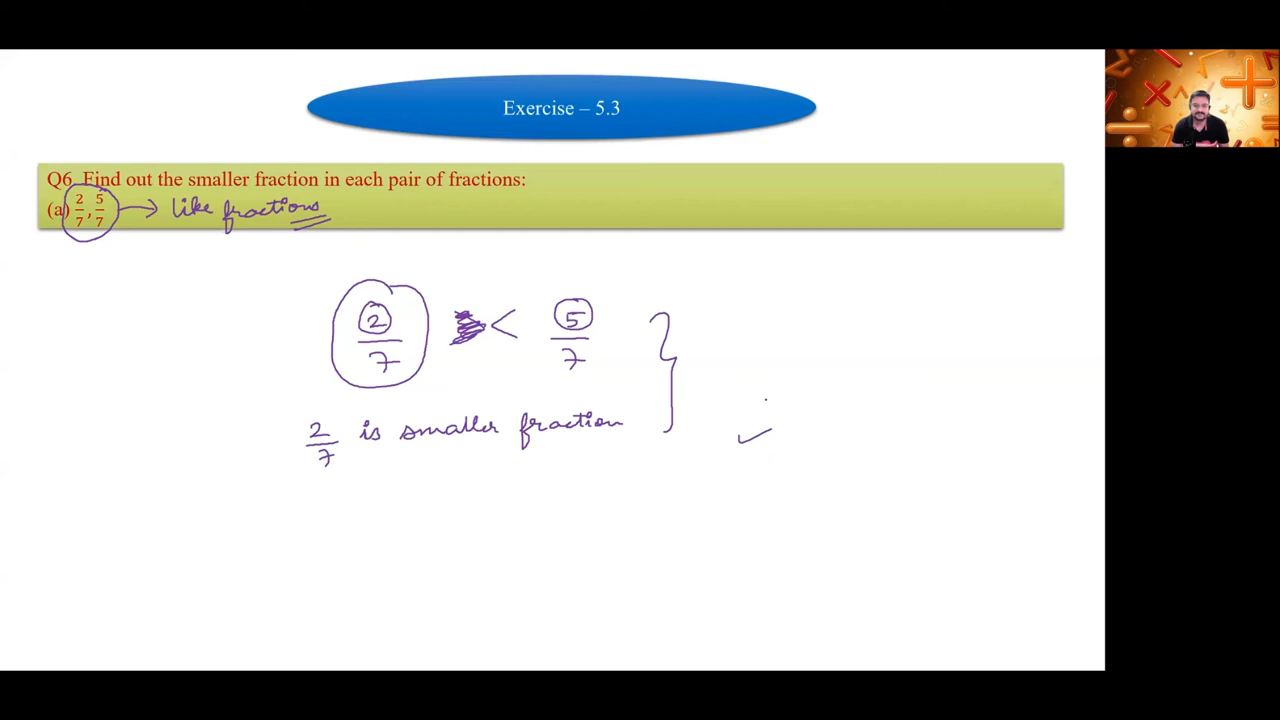 Exercise – 5.3
Q6. Find out the smaller fraction in each pair of fractions:
(a) 2/7, 5/7 → like fractions
2/7 < 5/7
2/7 is smaller fraction